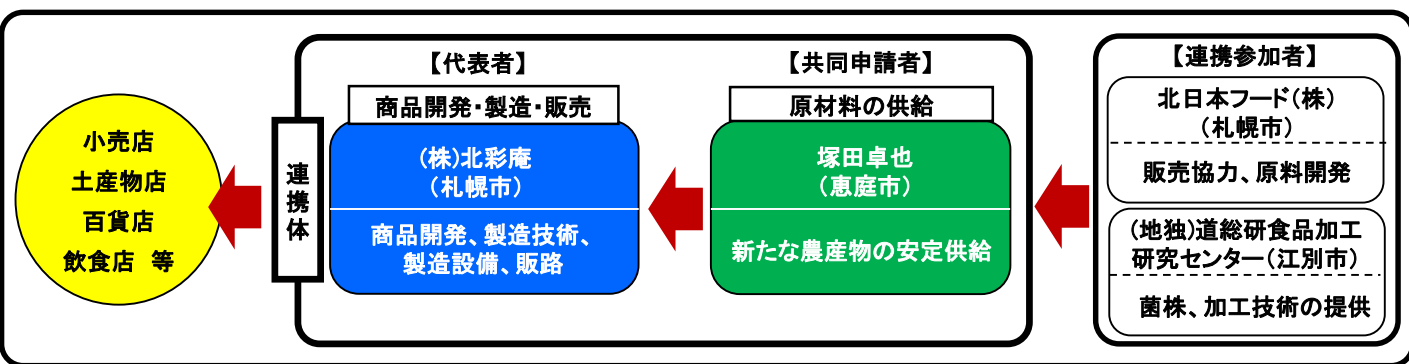 小売店
土産物店
百貨店
飲食店 等
連携体
【代表者】
商品開発・製造・販売
(株)北彩庵
(札幌市)
商品開発、製造技術、
製造設備、販路
【共同申請者】
原材料の供給
塚田卓也
(恵庭市)
新たな農産物の安定供給
【連携参加者】
北日本フード(株)
(札幌市)
販売協力、原料開発
(地独)道総研食品加工
研究センター(江別市)
菌株、加工技術の提供